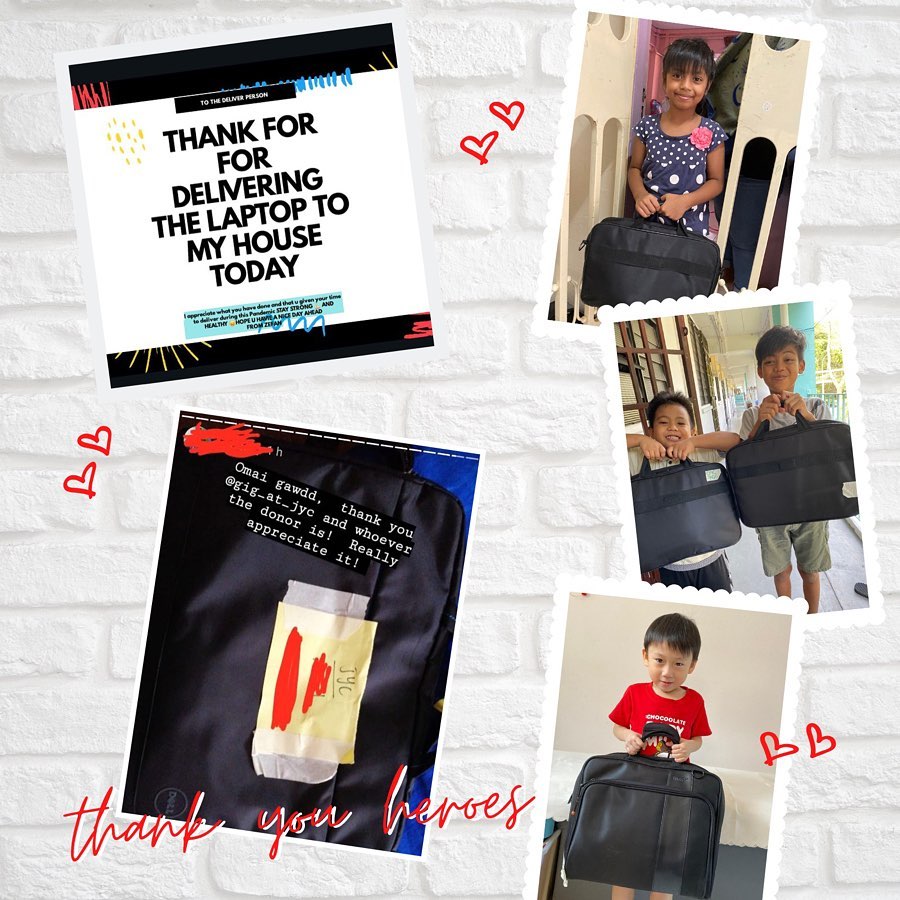 TO THE DELIVER PERSON
THANK FOR
FOR
DELIVERING
THE LAPTOP TO
MY HOUSE
TODAY
I appreciate what you have done and that u given your time
to deliver during this Pandemic STAY STRONG AND
HEALTHY HOPE U HAVE A NICE DAY AHEAD
FROM ZEFAN
h
Omai gawdd, thank you
@gig_at_jyc and whoever
the donor is! Really
appreciate it!
JYC
DELL
CHOCOOLATE
thank you heroes